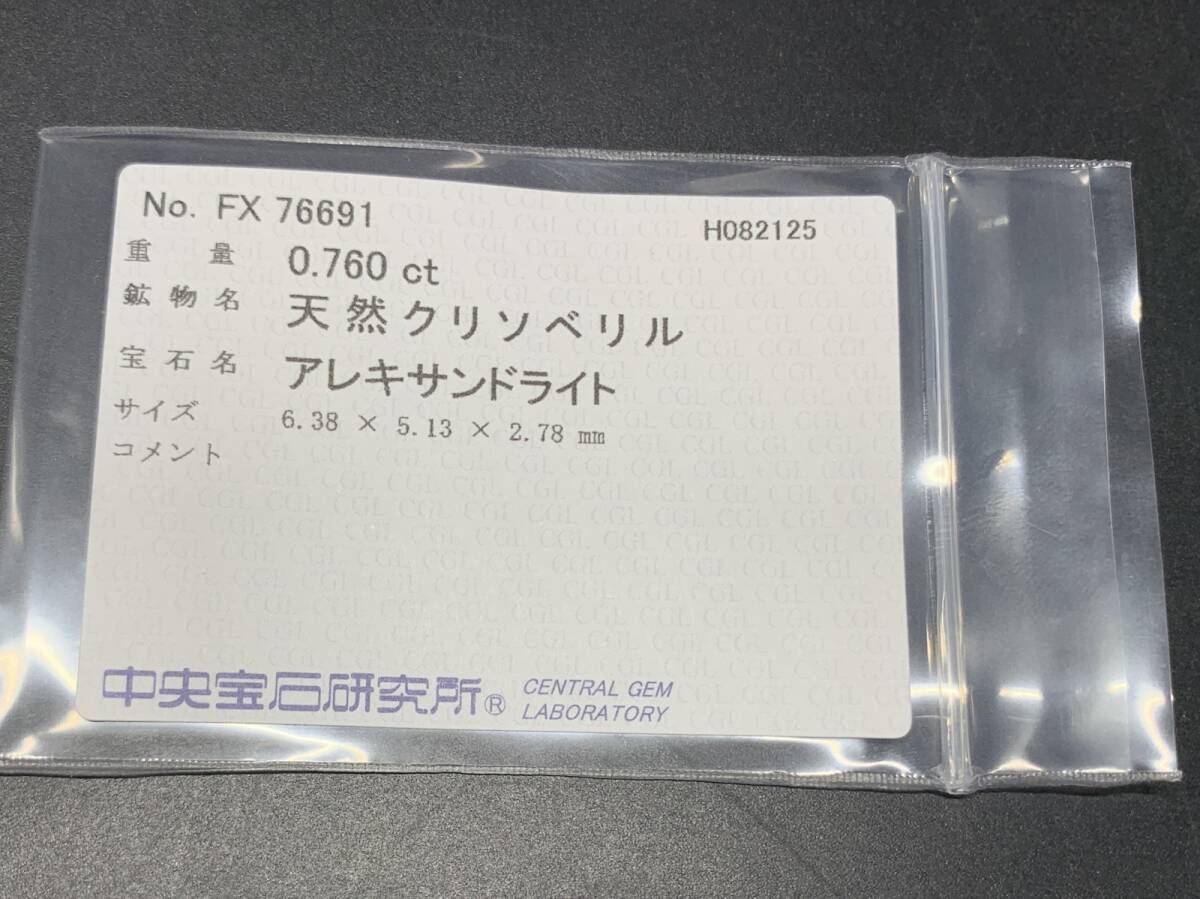 No. FX 76691 H082125
重量 0.760 ct
鉱物名 天然クリソベリル
宝石名 アレキサンドライト
サイズ 6.38 × 5.13 × 2.78 ㎜
コメント
中央宝石研究所® CENTRAL GEM
LABORATORY